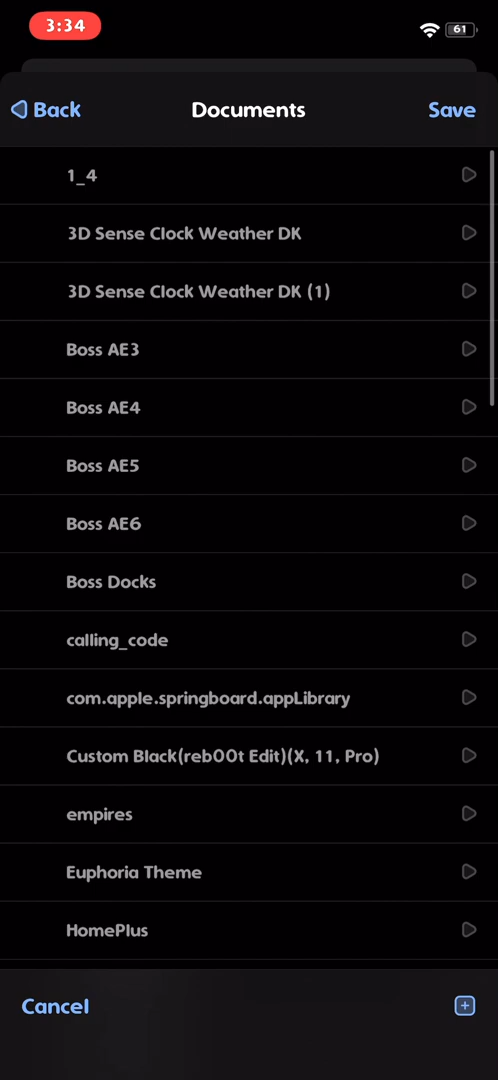 3:34
61
Back
Documents
Save
1_4
3D Sense Clock Weather DK
3D Sense Clock Weather DK (1)
Boss AE3
Boss AE4
Boss AE5
Boss AE6
Boss Docks
calling_code
com.apple.springboard.appLibrary
Custom Black(reb00t Edit)(X, 11, Pro)
empires
Euphoria Theme
HomePlus
Cancel